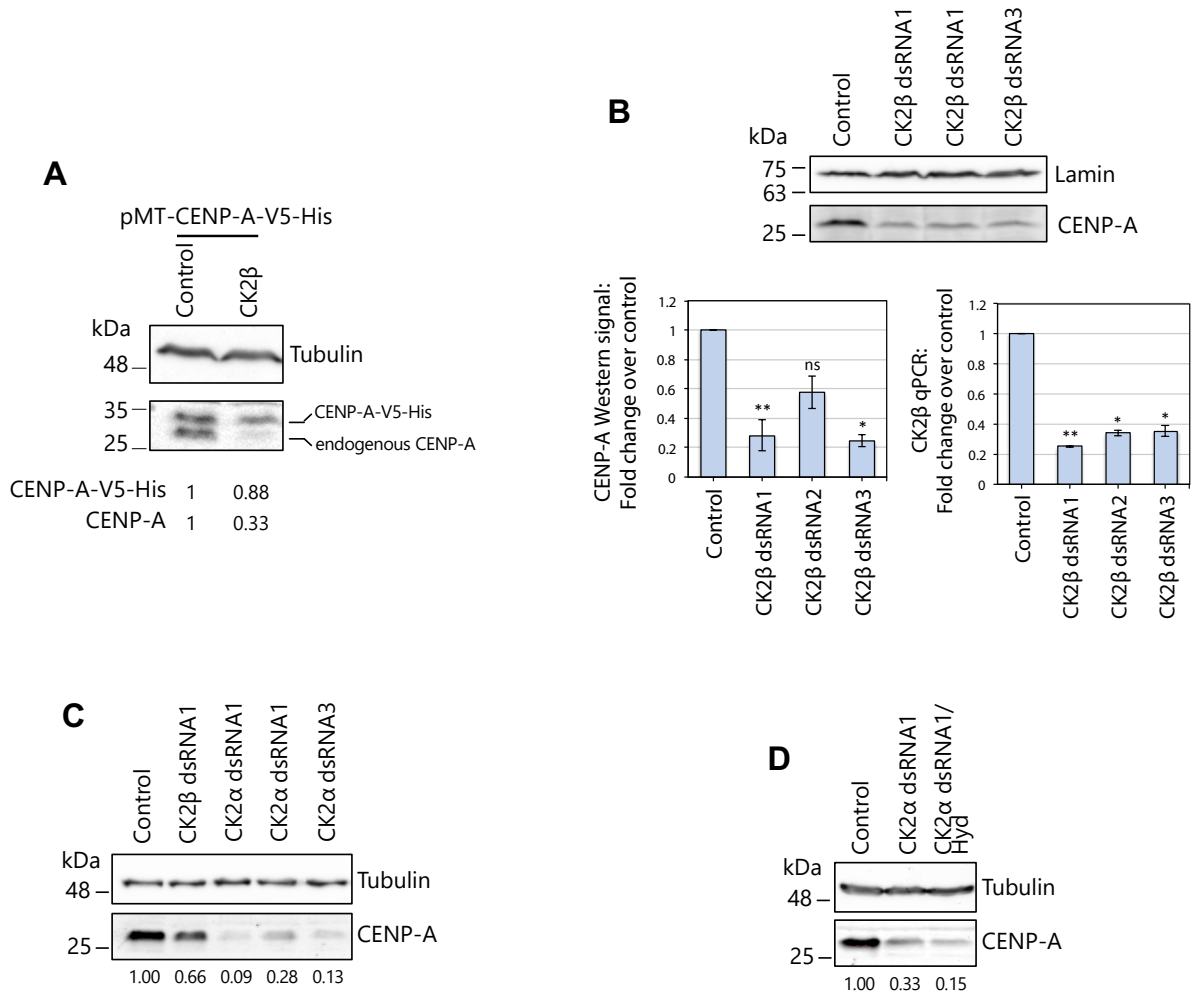 A
pMT-CENP-A-V5-His
Control
CK2β
kDa
48
Tubulin
35
25
CENP-A-V5-His
endogenous CENP-A
CENP-A-V5-His 1 0.88
CENP-A 1 0.33
B
Control
CK2β dsRNA1
CK2β dsRNA1
CK2β dsRNA3
kDa
75
63
Lamin
25
CENP-A
CENP-A Western signal:
Fold change over control
1.2
1
0.8
0.6
0.4
0.2
0
**
ns
*
Control
CK2β dsRNA1
CK2β dsRNA2
CK2β dsRNA3
CK2β qPCR:
Fold change over control
1.2
1
0.8
0.6
0.4
0.2
0
**
*
*
Control
CK2β dsRNA1
CK2β dsRNA2
CK2β dsRNA3
C
Control
CK2β dsRNA1
CK2α dsRNA1
CK2α dsRNA1
CK2α dsRNA3
kDa
48
Tubulin
25
CENP-A
1.00 0.66 0.09 0.28 0.13
D
Control
CK2α dsRNA1
CK2α dsRNA1/
Hyd
kDa
48
Tubulin
25
CENP-A
1.00 0.33 0.15